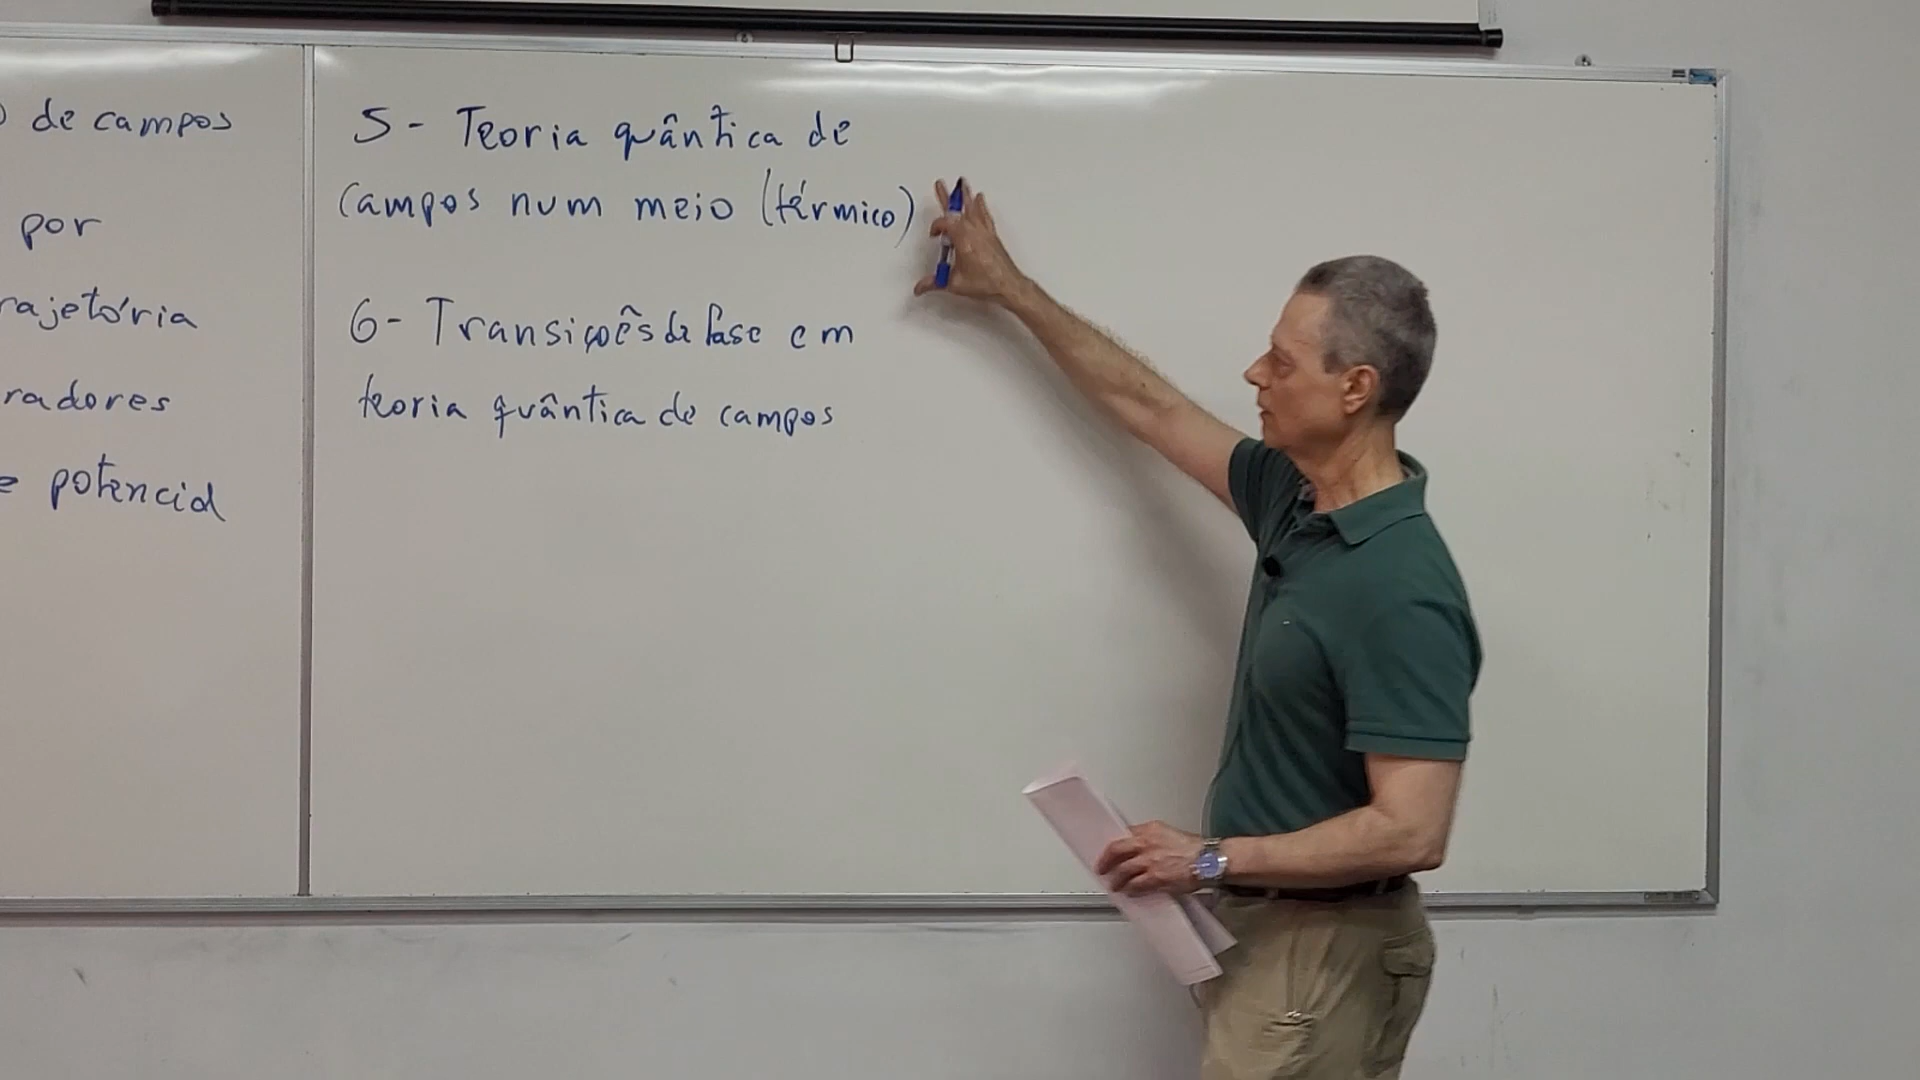 de campos
por
rajetória
radores
e potencial
5 - Teoria quântica de
campos num meio (térmico)
6 - Transiçoês de fase em
teoria quântica de campos